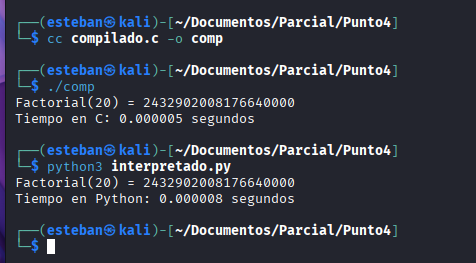 ┌──(esteban㉿kali)-[~/Documentos/Parcial/Punto4]
└─$ cc compilado.c -o comp
┌──(esteban㉿kali)-[~/Documentos/Parcial/Punto4]
└─$ ./comp
Factorial(20) = 2432902008176640000
Tiempo en C: 0.000005 segundos
┌──(esteban㉿kali)-[~/Documentos/Parcial/Punto4]
└─$ python3 interpretado.py
Factorial(20) = 2432902008176640000
Tiempo en Python: 0.000008 segundos
┌──(esteban㉿kali)-[~/Documentos/Parcial/Punto4]
└─$